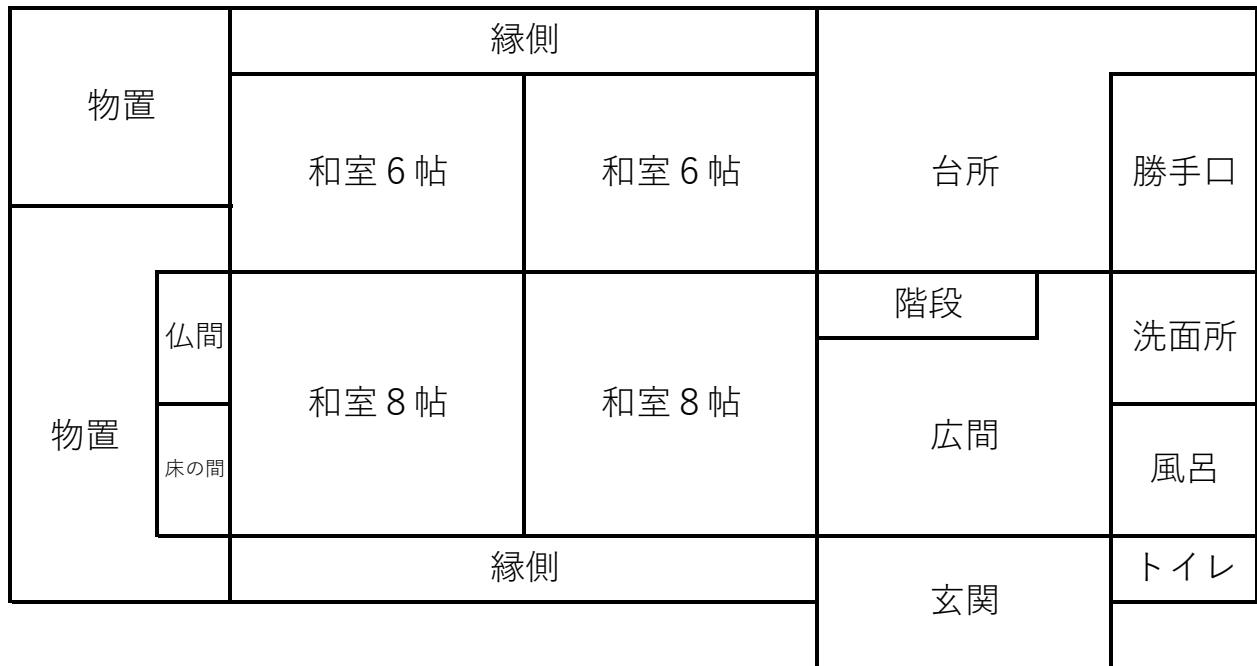 縁側
物置
和室６帖
和室６帖
台所
勝手口
階段
仏間
洗面所
和室８帖
和室８帖
物置
広間
床の間
風呂
縁側
トイレ
玄関